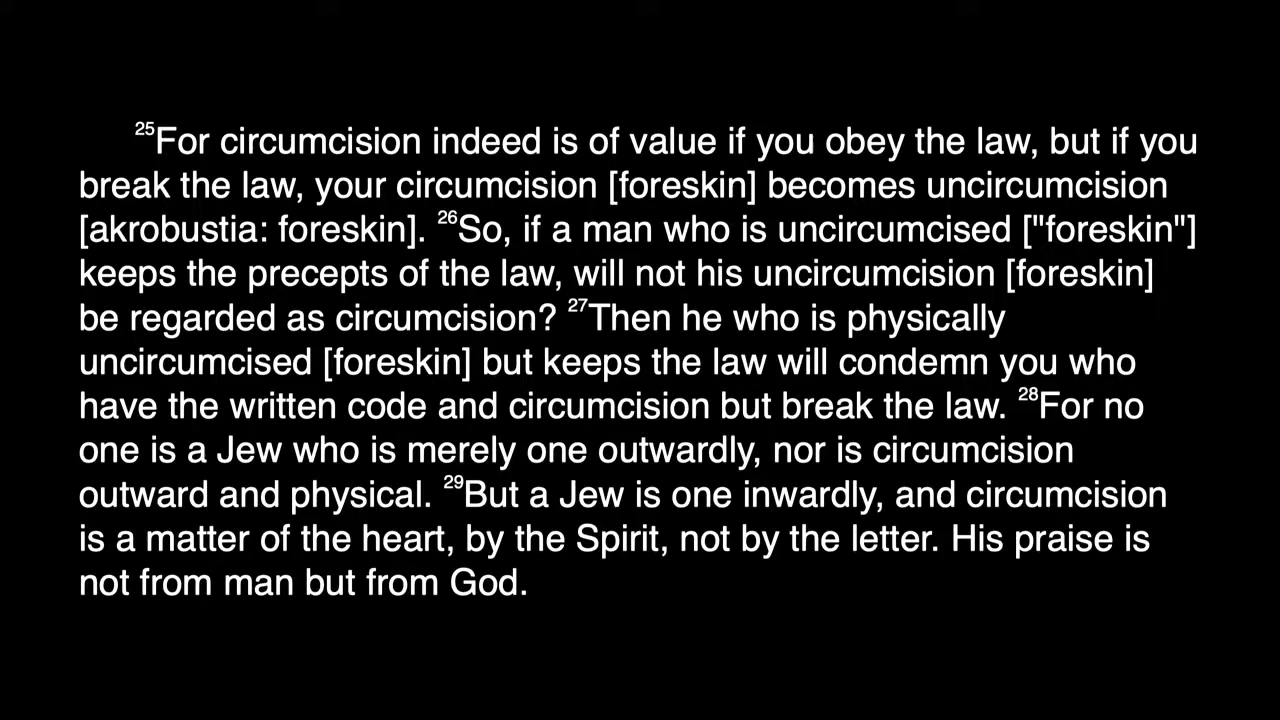 25For circumcision indeed is of value if you obey the law, but if you
break the law, your circumcision [foreskin] becomes uncircumcision
[akrobustia: foreskin]. 26So, if a man who is uncircumcised ["foreskin"]
keeps the precepts of the law, will not his uncircumcision [foreskin]
be regarded as circumcision? 27Then he who is physically
uncircumcised [foreskin] but keeps the law will condemn you who
have the written code and circumcision but break the law. 28For no
one is a Jew who is merely one outwardly, nor is circumcision
outward and physical. 29But a Jew is one inwardly, and circumcision
is a matter of the heart, by the Spirit, not by the letter. His praise is
not from man but from God.